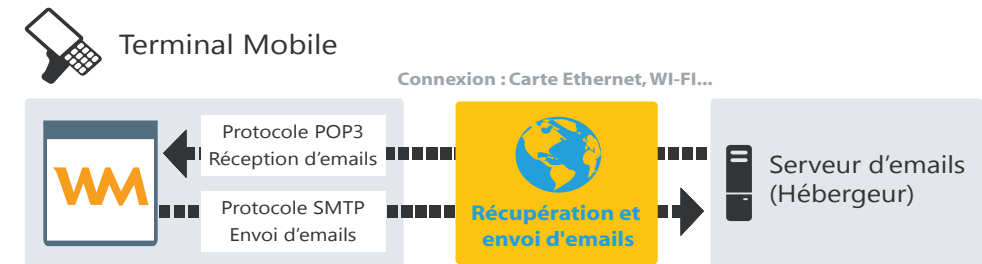 Terminal Mobile
Connexion : Carte Ethernet, WI-FI...
Protocole POP3
Réception d’emails
WM
Protocole SMTP
Envoi d’emails
Récupération et
envoi d'emails
Serveur d’emails
(Hébergeur)